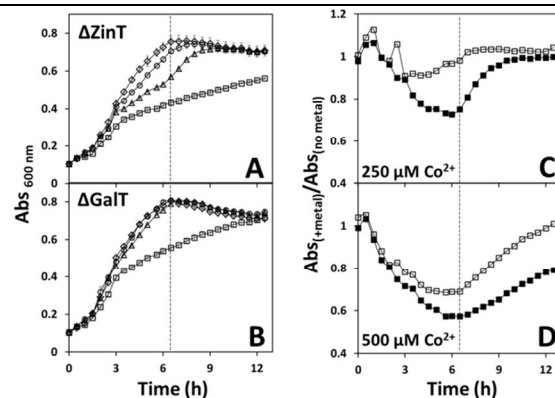 ΔZinT
A
ΔGalT
B
Abs 600 nm
0.8
0.6
0.4
0.2
0
0.8
0.6
0.4
0.2
0
0 3 6 9 12
Time (h)
C
250 µM Co2+
D
500 µM Co2+
Abs(+metal)/Abs(no metal)
1.2
1
0.8
0.6
0.4
1.2
1
0.8
0.6
0.4
0 3 6 9 12
Time (h)